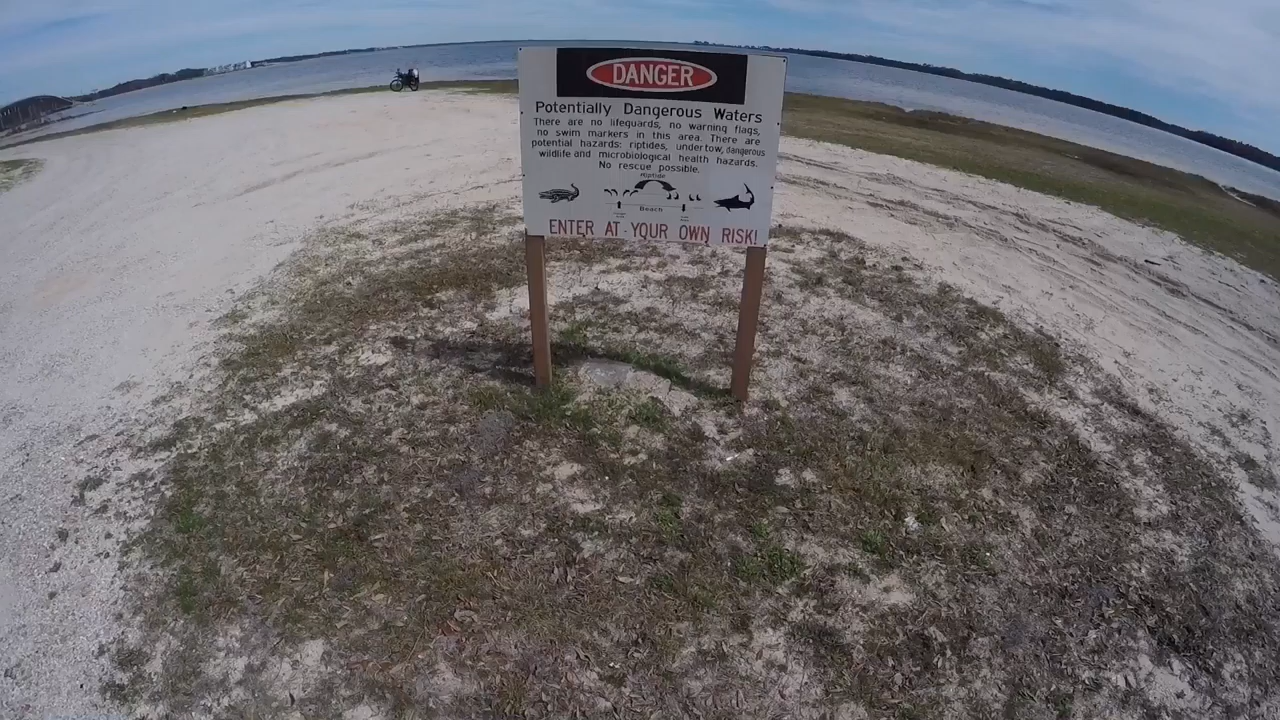 DANGER
Potentially Dangerous Waters
There are no lifeguards, no warning flags,
no swim markers in this area. There are
potential hazards: riptides, undertow, dangerous
wildlife and microbiological health hazards.
No rescue possible.
Riptide
Beach
ENTER AT YOUR OWN RISK!